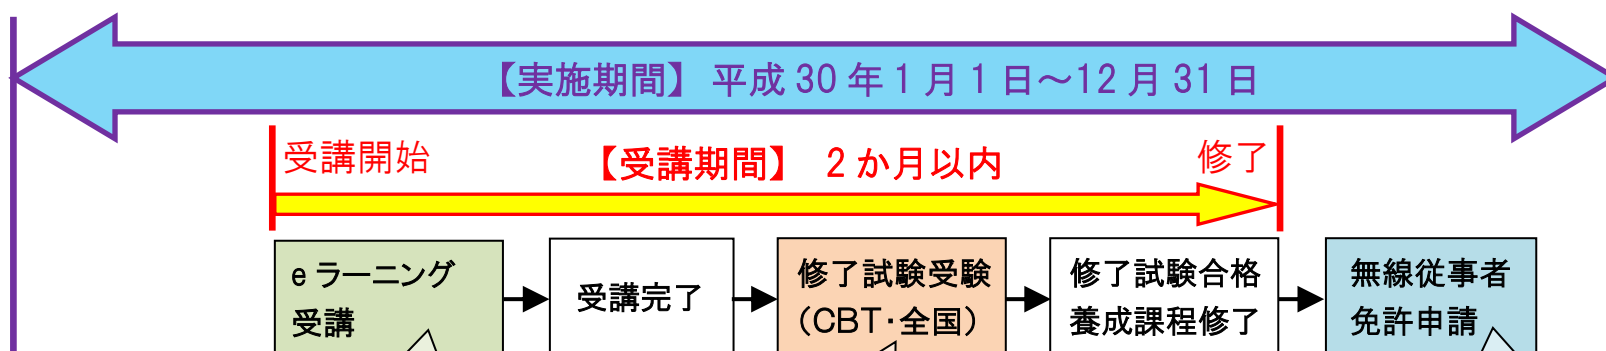 【実施期間】 平成 30 年 1 月 1 日～12 月 31 日
受講開始
【受講期間】 2 か月以内
修了
e ラーニング
受講
受講完了
修了試験受験
（CBT・全国）
修了試験合格
養成課程修了
無線従事者
免許申請